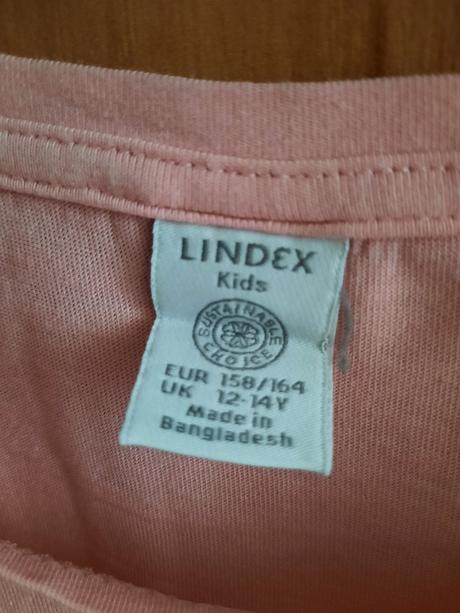 LINDEX
Kids
SUSTAINABLE
CHOICE
EUR 158/164
UK 12-14Y
Made in
Bangladesh